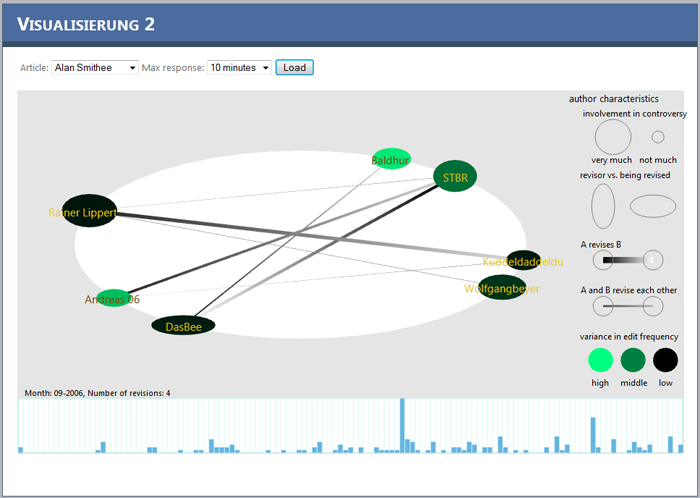 Visualisierung 2
Article: Alan Smithee Max response: 10 minutes Load
author characteristics
involvement in controversy
very much not much
revisor vs. being revised
A revises B
A and B revise each other
variance in edit frequency
high middle low
Baldhur
STBR
Rainer Lippert
Kuddeldaddeldu
Wolfgangbeyer
Andreas 06
DasBee
Month: 09-2006, Number of revisions: 4